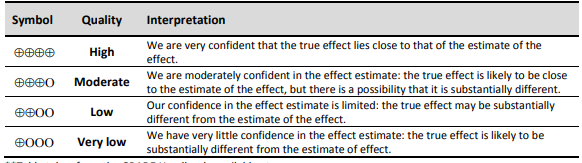 Symbol Quality Interpretation
⊕⊕⊕⊕ High We are very confident that the true effect lies close to that of the estimate of the
effect.
⊕⊕⊕O Moderate We are moderately confident in the effect estimate: the true effect is likely to be close
to the estimate of the effect, but there is a possibility that it is substantially different.
⊕⊕OO Low Our confidence in the effect estimate is limited: the true effect may be substantially
different from the estimate of the effect.
⊕OOO Very low We have very little confidence in the effect estimate: the true effect is likely to be
substantially different from the estimate of effect.